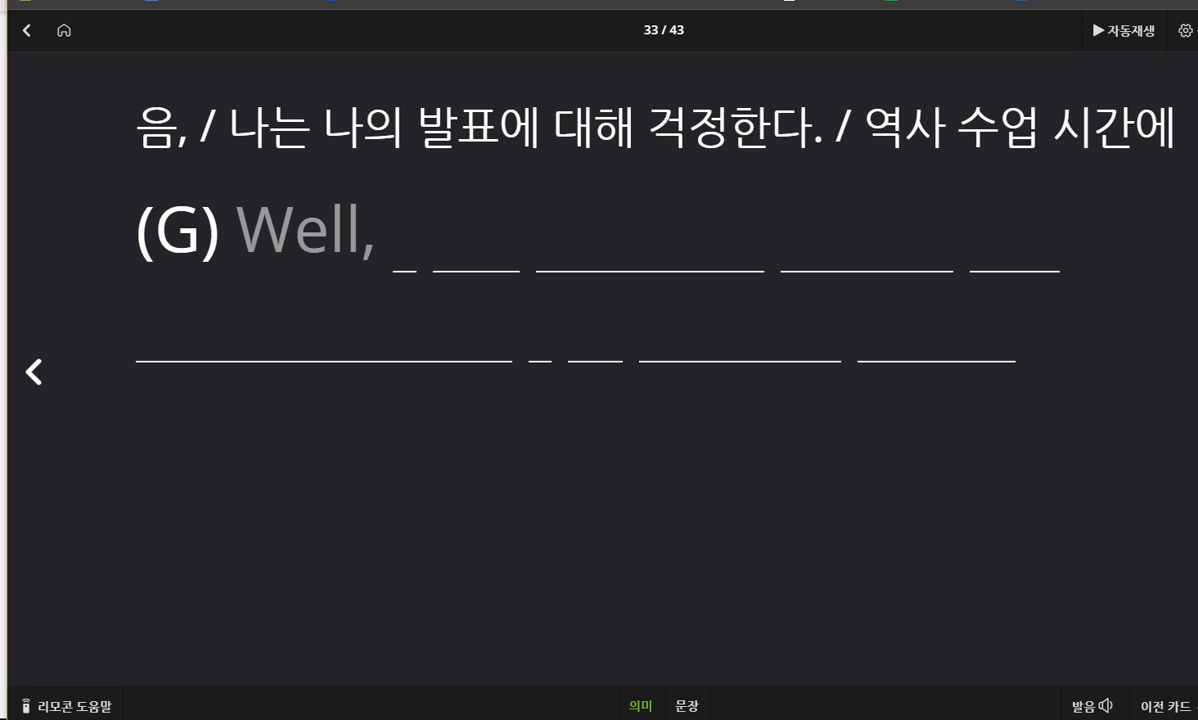 33 / 43
▶ 자동재생
음, / 나는 나의 발표에 대해 걱정한다. / 역사 수업 시간에
(G) Well, _ _ _ _ _
_ _ _ _ _
리모콘 도움말
의미
문장
발음
이전 카드